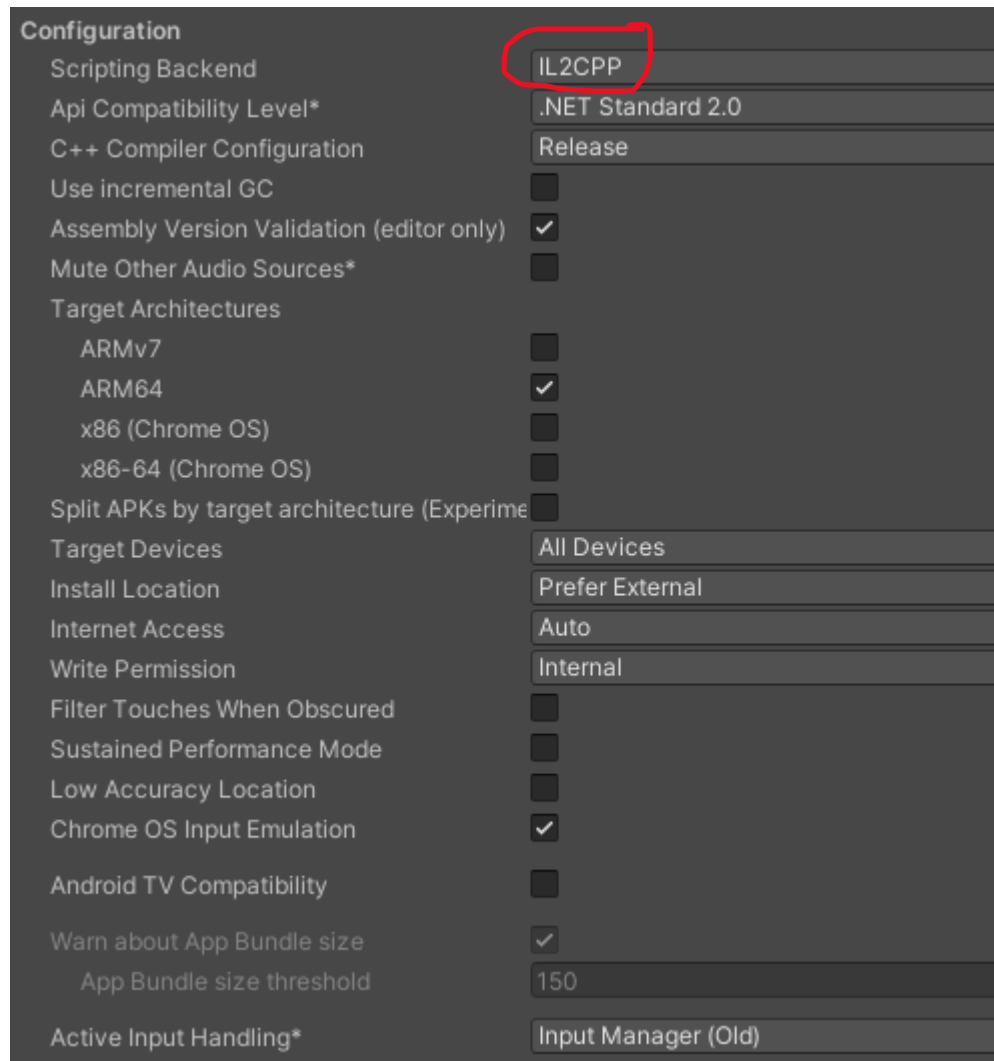 Configuration
Scripting Backend IL2CPP
Api Compatibility Level* .NET Standard 2.0
C++ Compiler Configuration Release
Use incremental GC
Assembly Version Validation (editor only)
Mute Other Audio Sources*
Target Architectures
ARMv7
ARM64
x86 (Chrome OS)
x86-64 (Chrome OS)
Split APKs by target architecture (Experime
Target Devices All Devices
Install Location Prefer External
Internet Access Auto
Write Permission Internal
Filter Touches When Obscured
Sustained Performance Mode
Low Accuracy Location
Chrome OS Input Emulation
Android TV Compatibility
Warn about App Bundle size
App Bundle size threshold 150
Active Input Handling* Input Manager (Old)